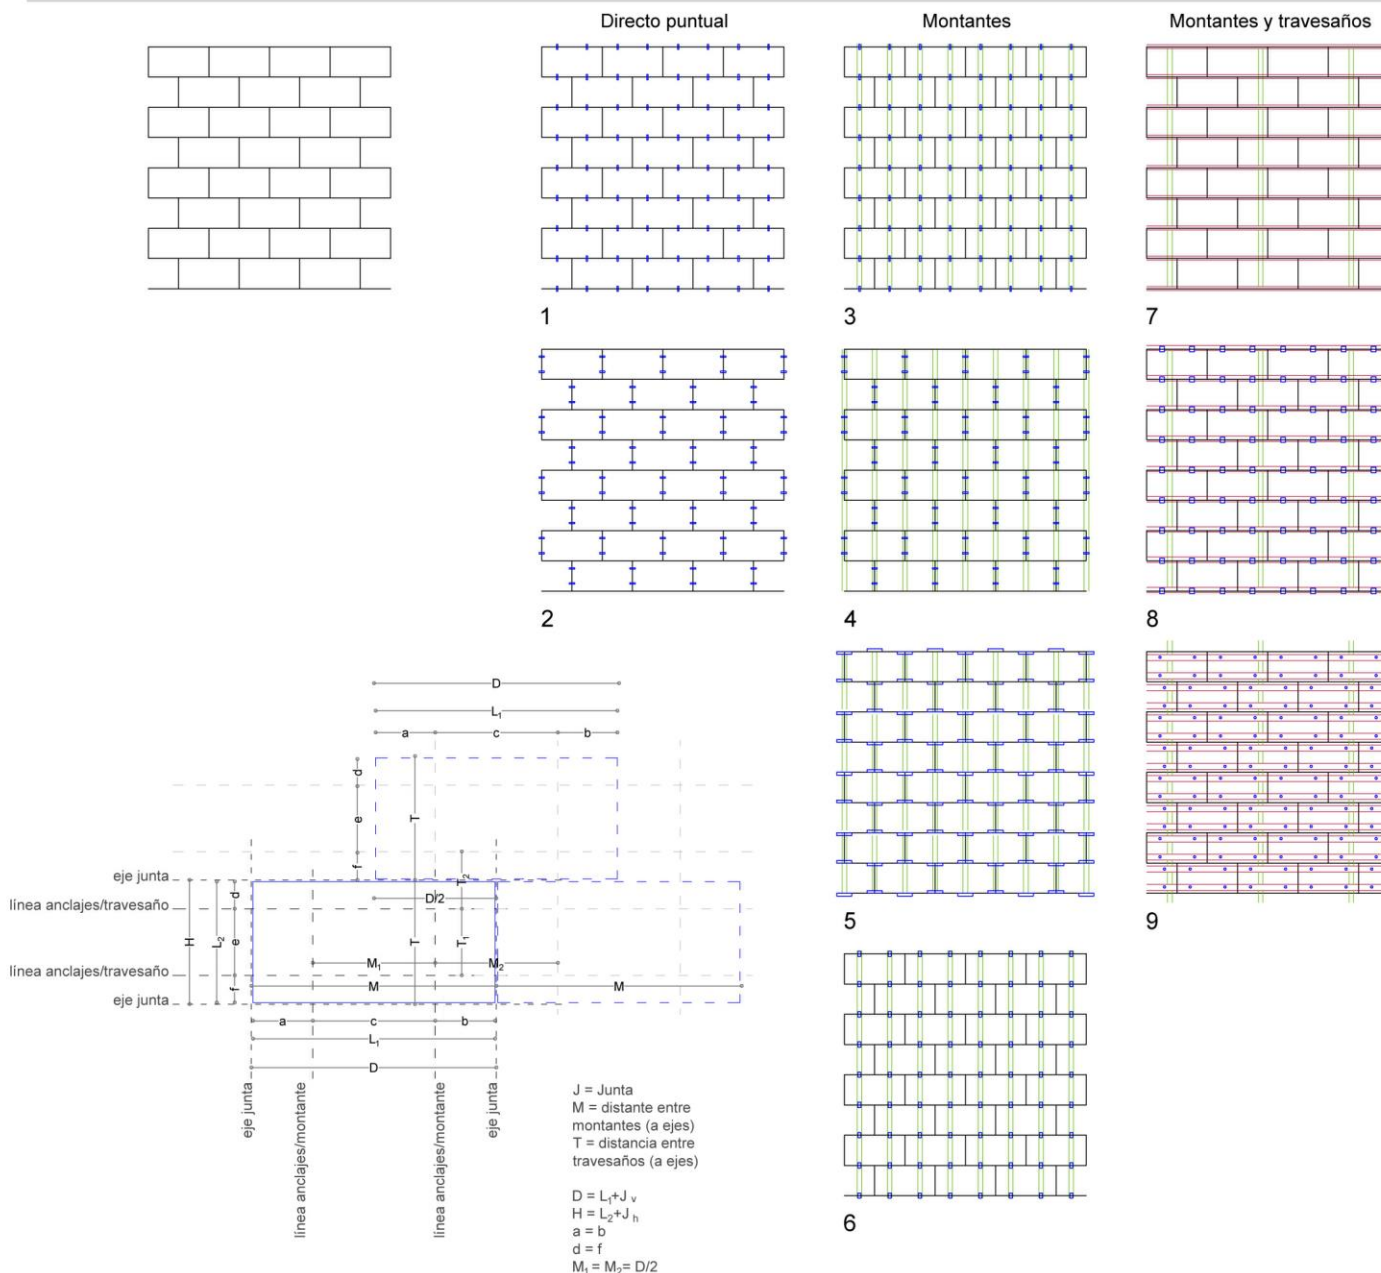 Directo puntual
Montantes
Montantes y travesaños
1
3
7
2
4
8
5
9
6
D
L₁
a
c
b
d
e
f
T
T₂
D/2
eje junta
línea anclajes/travesaño
línea anclajes/travesaño
eje junta
H
L₂
d
e
f
T
T₁
M₁
M₂
M
M
a
c
b
L₁
D
eje junta
línea anclajes/montante
línea anclajes/montante
eje junta
J = Junta
M = distante entre
montantes (a ejes)
T = distancia entre
travesaños (a ejes)
D = L₁+J v
H = L₂+J h
a = b
d = f
M₁ = M₂= D/2